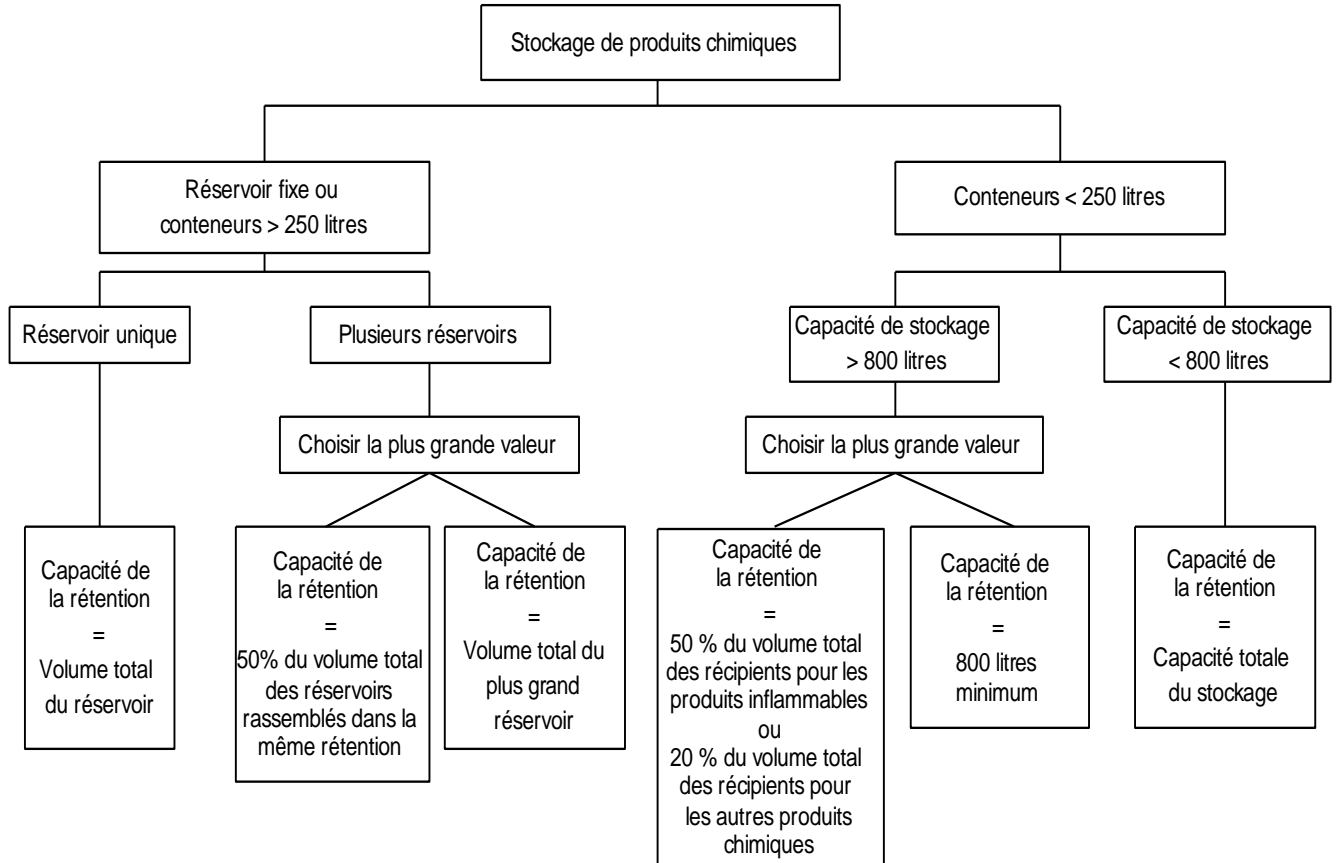 Stockage de produits chimiques
Réservoir fixe ou
conteneurs > 250 litres
Conteneurs < 250 litres
Réservoir unique
Plusieurs réservoirs
Capacité de stockage
> 800 litres
Capacité de stockage
< 800 litres
Choisir la plus grande valeur
Choisir la plus grande valeur
Capacité de
la rétention
=
Volume total
du réservoir
Capacité de
la rétention
=
50% du volume total
des réservoirs
rassemblés dans la
même rétention
Capacité de
la rétention
=
Volume total du
plus grand
réservoir
Capacité de
la rétention
=
50 % du volume total
des récipients pour les
produits inflammables
ou
20 % du volume total
des récipients pour
les autres produits
chimiques
Capacité de
la rétention
=
800 litres
minimum
Capacité de
la rétention
=
Capacité totale
du stockage